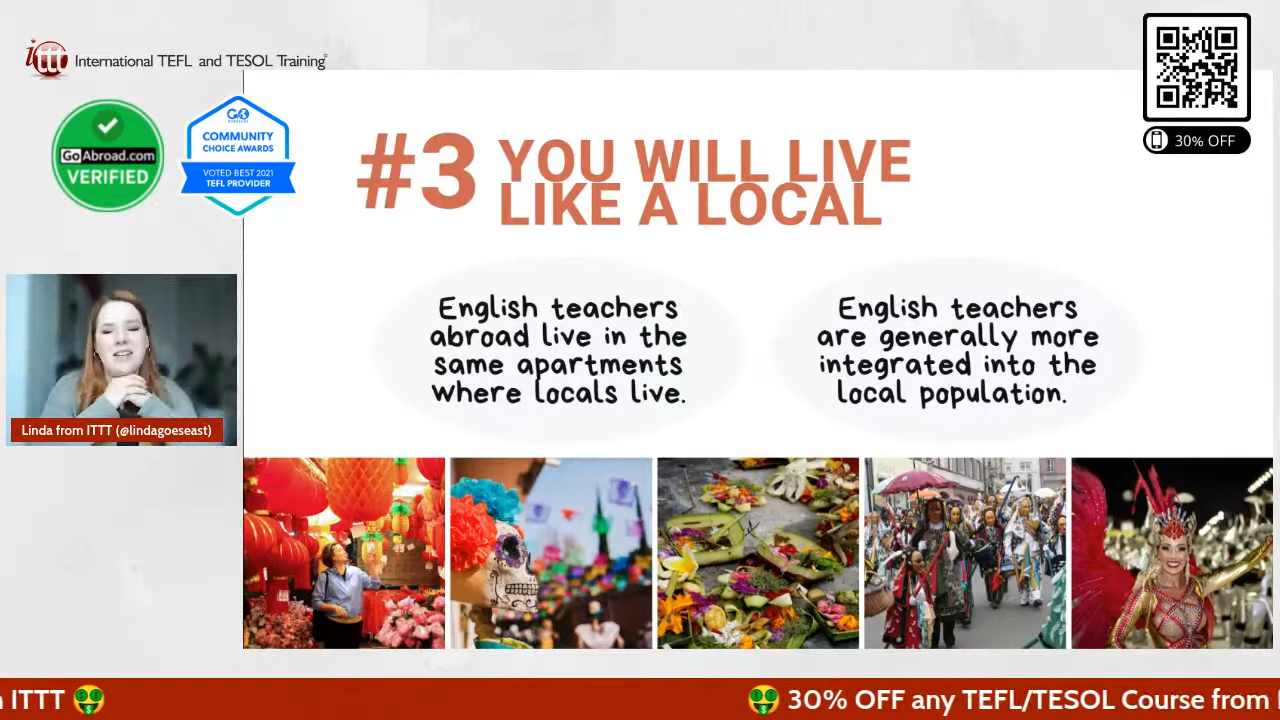 ittt International TEFL and TESOL Training
GoAbroad.com
VERIFIED
GO
OVERSEAS
COMMUNITY
CHOICE AWARDS
VOTED BEST 2021
TEFL PROVIDER
30% OFF
#3 YOU WILL LIVE
LIKE A LOCAL
English teachers
abroad live in the
same apartments
where locals live.
English teachers
are generally more
integrated into the
local population.
Linda from ITTT (@lindagoeseast)
ITTT
30% OFF any TEFL/TESOL Course from